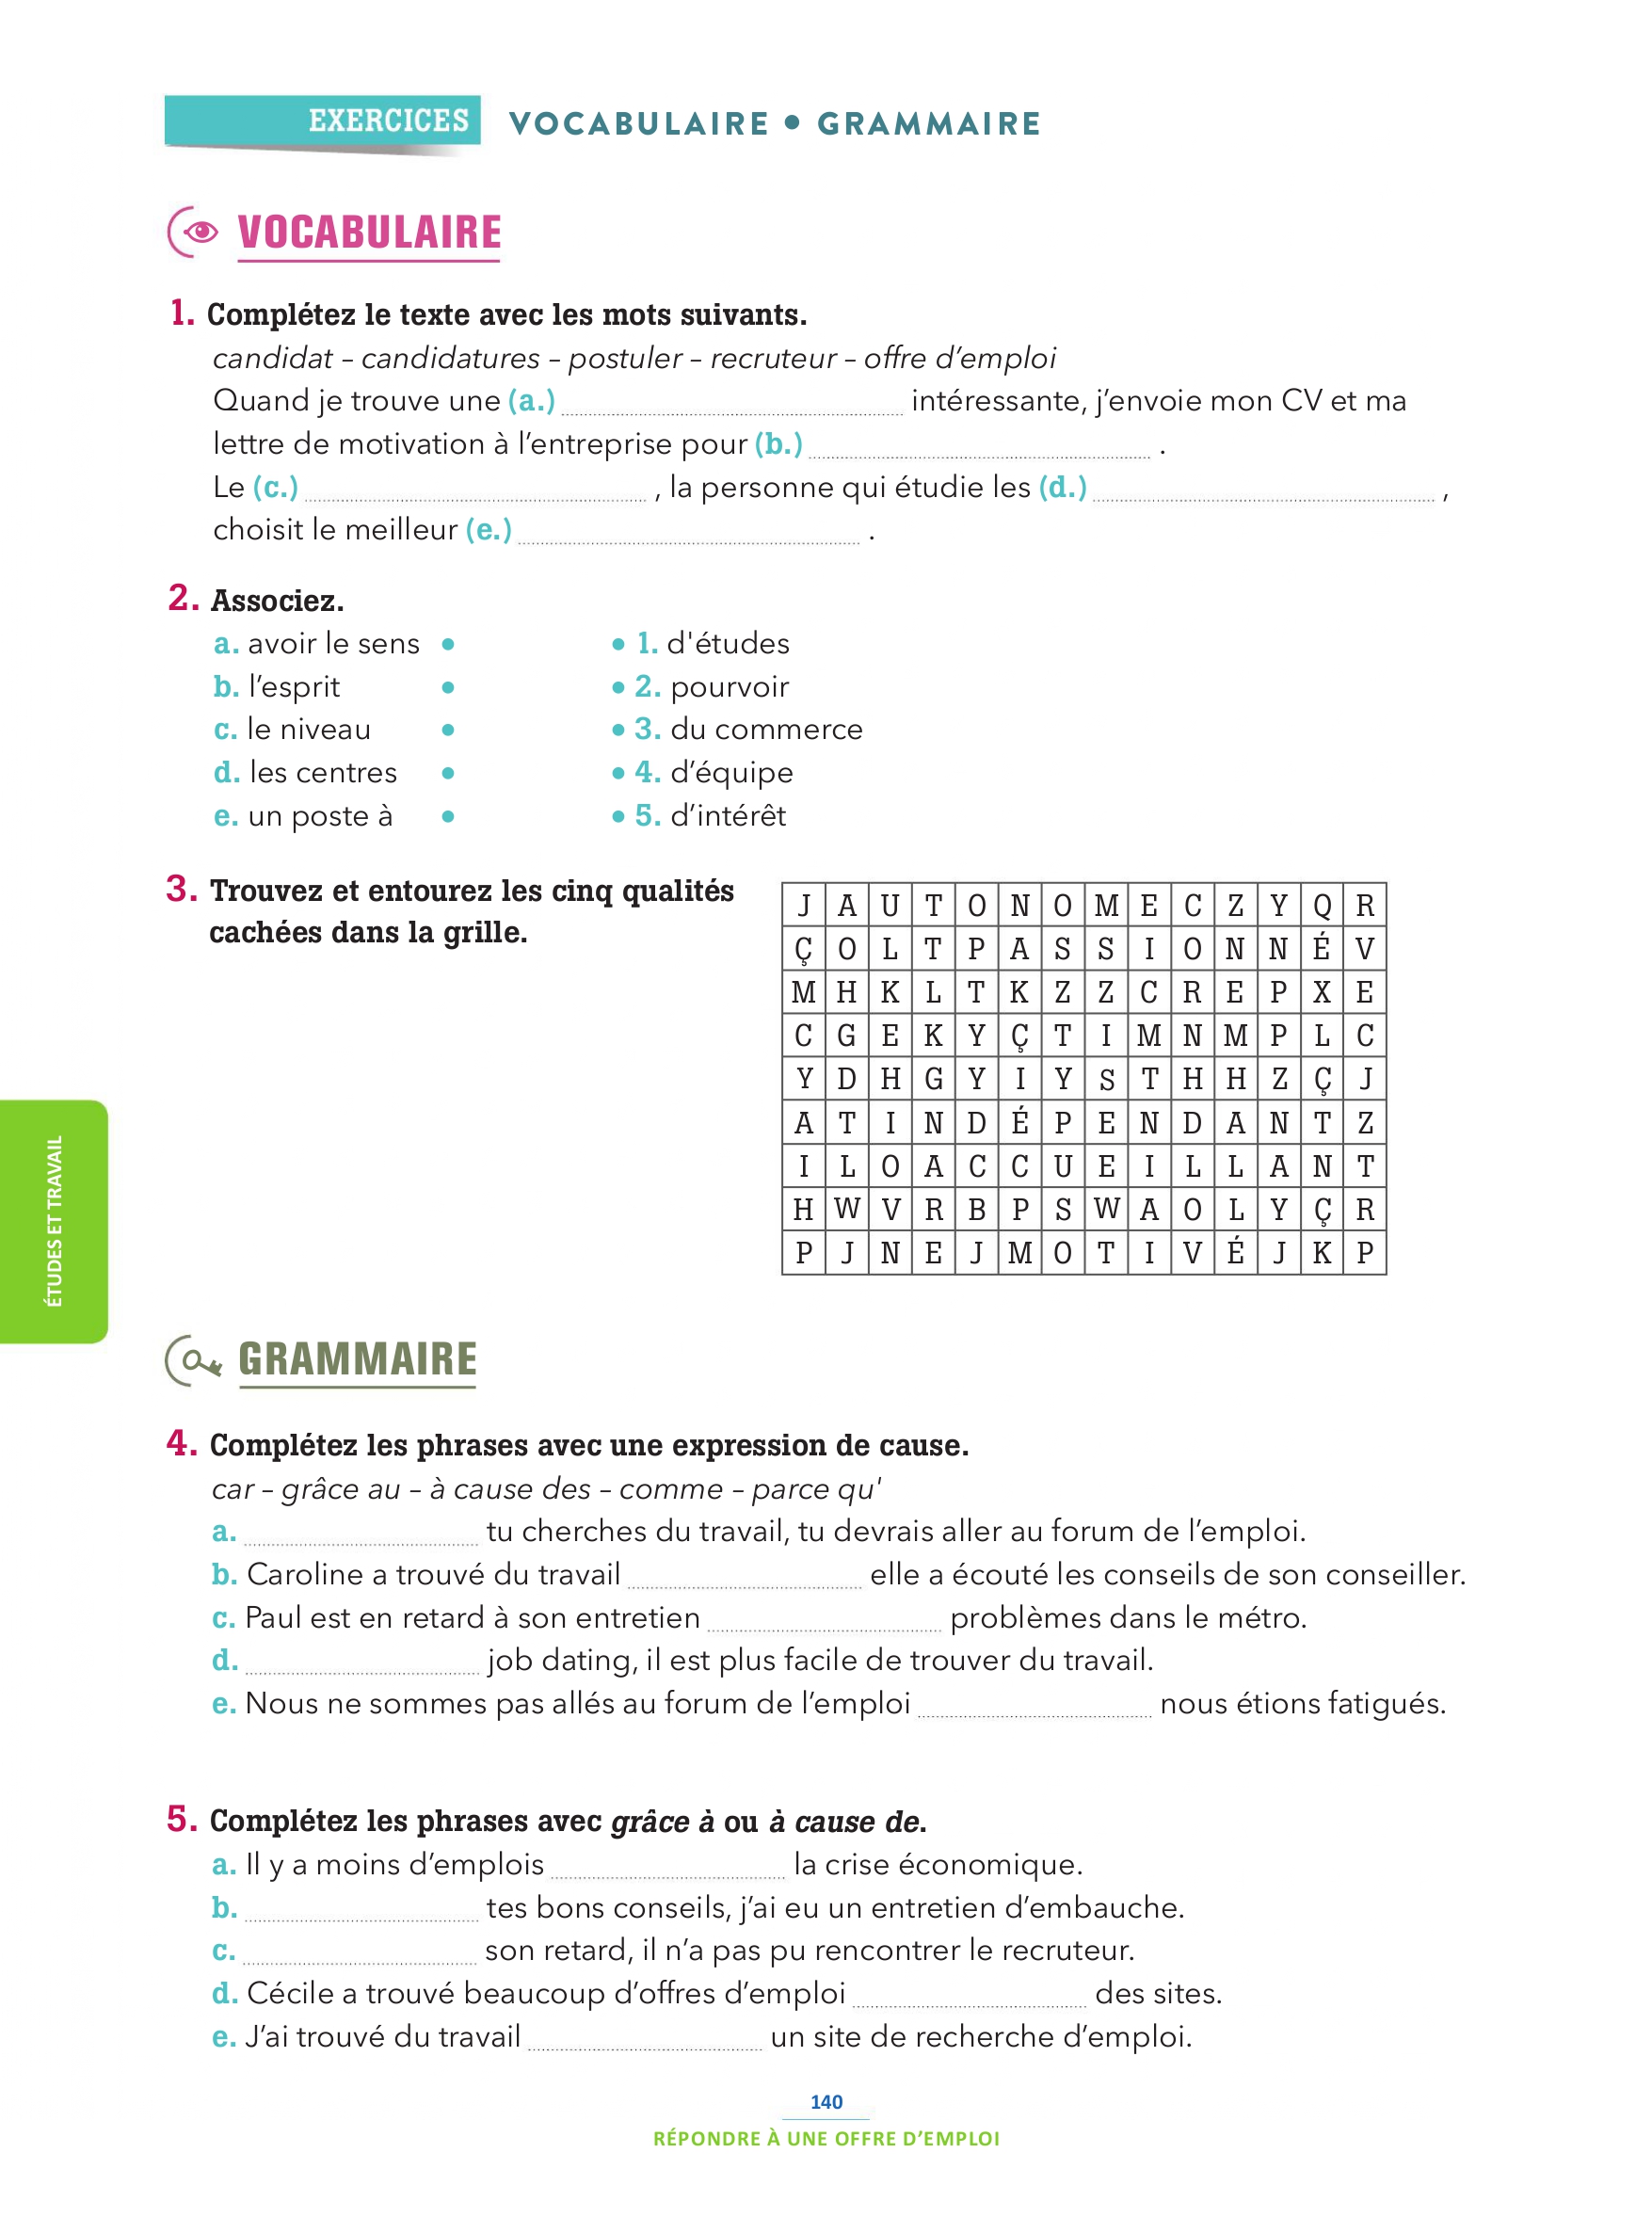 EXERCICES VOCABULAIRE • GRAMMAIRE
VOCABULAIRE
1. Complétez le texte avec les mots suivants.
candidat – candidatures – postuler – recruteur – offre d’emploi
Quand je trouve une (a.) intéressante, j’envoie mon CV et ma
lettre de motivation à l’entreprise pour (b.) .
Le (c.) , la personne qui étudie les (d.) ,
choisit le meilleur (e.) .
2. Associez.
a. avoir le sens • • 1. d'études
b. l’esprit • • 2. pourvoir
c. le niveau • • 3. du commerce
d. les centres • • 4. d’équipe
e. un poste à • • 5. d’intérêt
3. Trouvez et entourez les cinq qualités
cachées dans la grille.
J A U T O N O M E C Z Y Q R
Ç O L T P A S S I O N N É V
M H K L T K Z Z C R E P X E
C G E K Y Ç T I M N M P L C
Y D H G Y I Y S T H H Z Ç J
A T I N D É P E N D A N T Z
I L O A C C U E I L L A N T
H W V R B P S W A O L Y Ç R
P J N E J M O T I V É J K P
ÉTUDES ET TRAVAIL
GRAMMAIRE
4. Complétez les phrases avec une expression de cause.
car – grâce au – à cause des – comme – parce qu'
a. tu cherches du travail, tu devrais aller au forum de l’emploi.
b. Caroline a trouvé du travail elle a écouté les conseils de son conseiller.
c. Paul est en retard à son entretien problèmes dans le métro.
d. job dating, il est plus facile de trouver du travail.
e. Nous ne sommes pas allés au forum de l’emploi nous étions fatigués.
5. Complétez les phrases avec grâce à ou à cause de.
a. Il y a moins d’emplois la crise économique.
b. tes bons conseils, j’ai eu un entretien d’embauche.
c. son retard, il n’a pas pu rencontrer le recruteur.
d. Cécile a trouvé beaucoup d’offres d’emploi des sites.
e. J’ai trouvé du travail un site de recherche d’emploi.
140
RÉPONDRE À UNE OFFRE D’EMPLOI